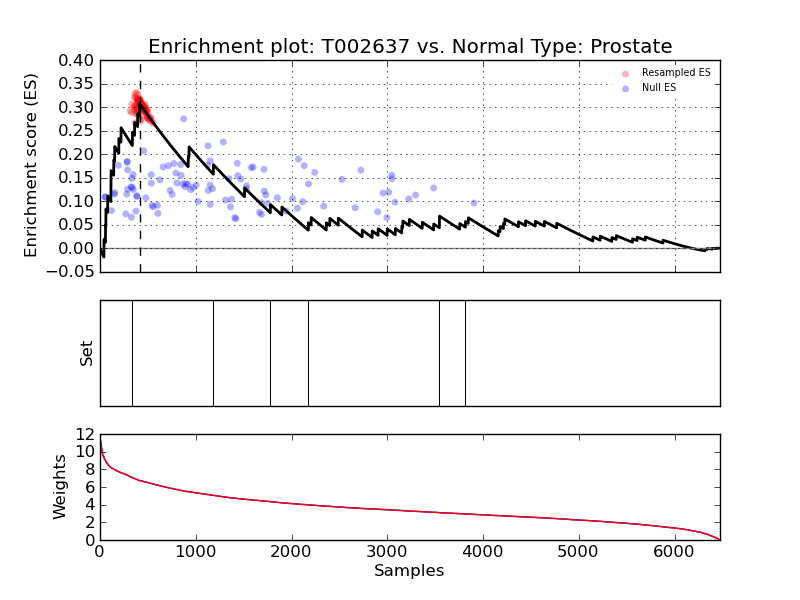 Enrichment plot: T002637 vs. Normal Type: Prostate
Enrichment score (ES)
0.40
0.35
0.30
0.25
0.20
0.15
0.10
0.05
0.00
−0.05
Resampled ES
Null ES
Set
Weights
12
10
8
6
4
2
0
0 1000 2000 3000 4000 5000 6000
Samples